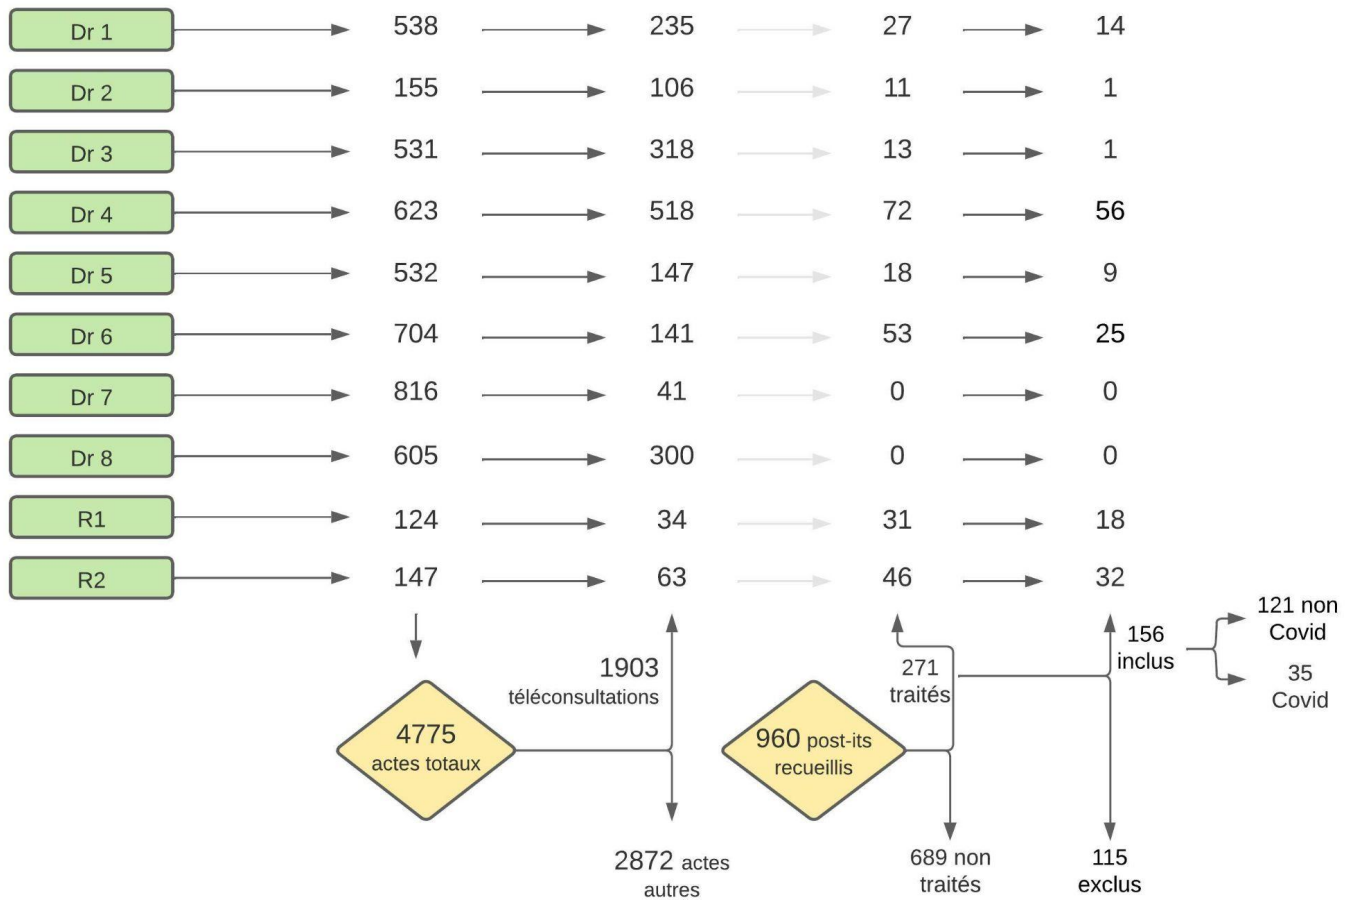 Dr 1 538 235 27 14
Dr 2 155 106 11 1
Dr 3 531 318 13 1
Dr 4 623 518 72 56
Dr 5 532 147 18 9
Dr 6 704 141 53 25
Dr 7 816 41 0 0
Dr 8 605 300 0 0
R1 124 34 31 18
R2 147 63 46 32
4775
actes totaux
1903
téléconsultations
2872 actes
autres
960 post-its
recueillis
271
traités
689 non
traités
156
inclus
115
exclus
121 non
Covid
35
Covid